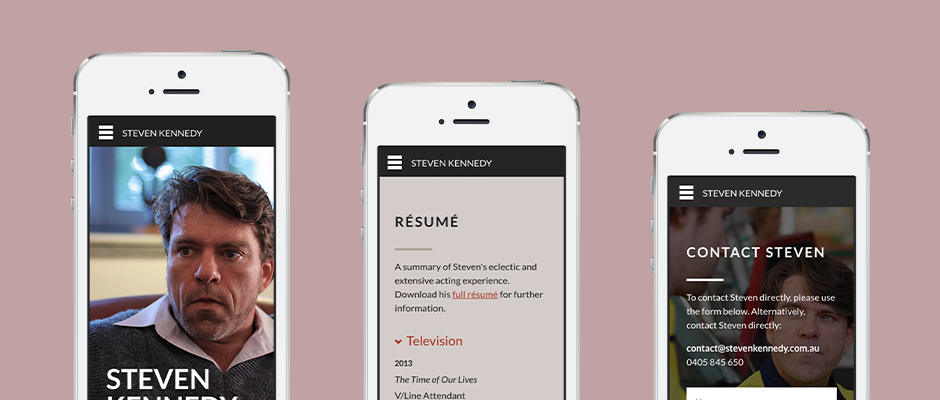 STEVEN KENNEDY
STEVEN
KENNEDY
STEVEN KENNEDY
RÉSUMÉ
A summary of Steven's eclectic and
extensive acting experience.
Download his full résumé for further
information.
Television
2013
The Time of Our Lives
V/Line Attendant
STEVEN KENNEDY
CONTACT STEVEN
To contact Steven directly, please use
the form below. Alternatively,
contact Steven directly:
contact@stevenkennedy.com.au
0405 845 650